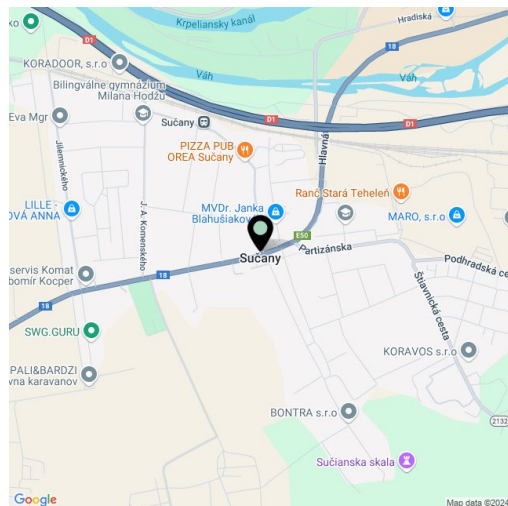 Krpeliansky kanál
Hradiská
D1
18
KORADOOR, s.r.o
Váh
Váh
Bilingválne gymnázium
Milana Hodžu
D1
D1
Eva Mgr
Sučany
Jilemnického
PIZZA PUB
OREA Sučany
Hlavná
Ranč Stará Teheleň
LILLE -
OVÁ ANNA
J. A. Komenského
MVDr. Janka
Blahušiakov
MARO, s.r.o
E50
Partizánska
Sučany
Podhradská
servis Komat
bomír Kocper
18
Štiavnická cesta
18
SWG.GURU
KORAVOS s.r.o
PALI&BARDZI
vna karavanov
BONTRA s.r.o
2132
Sučianska skala
Google
Map data ©2024